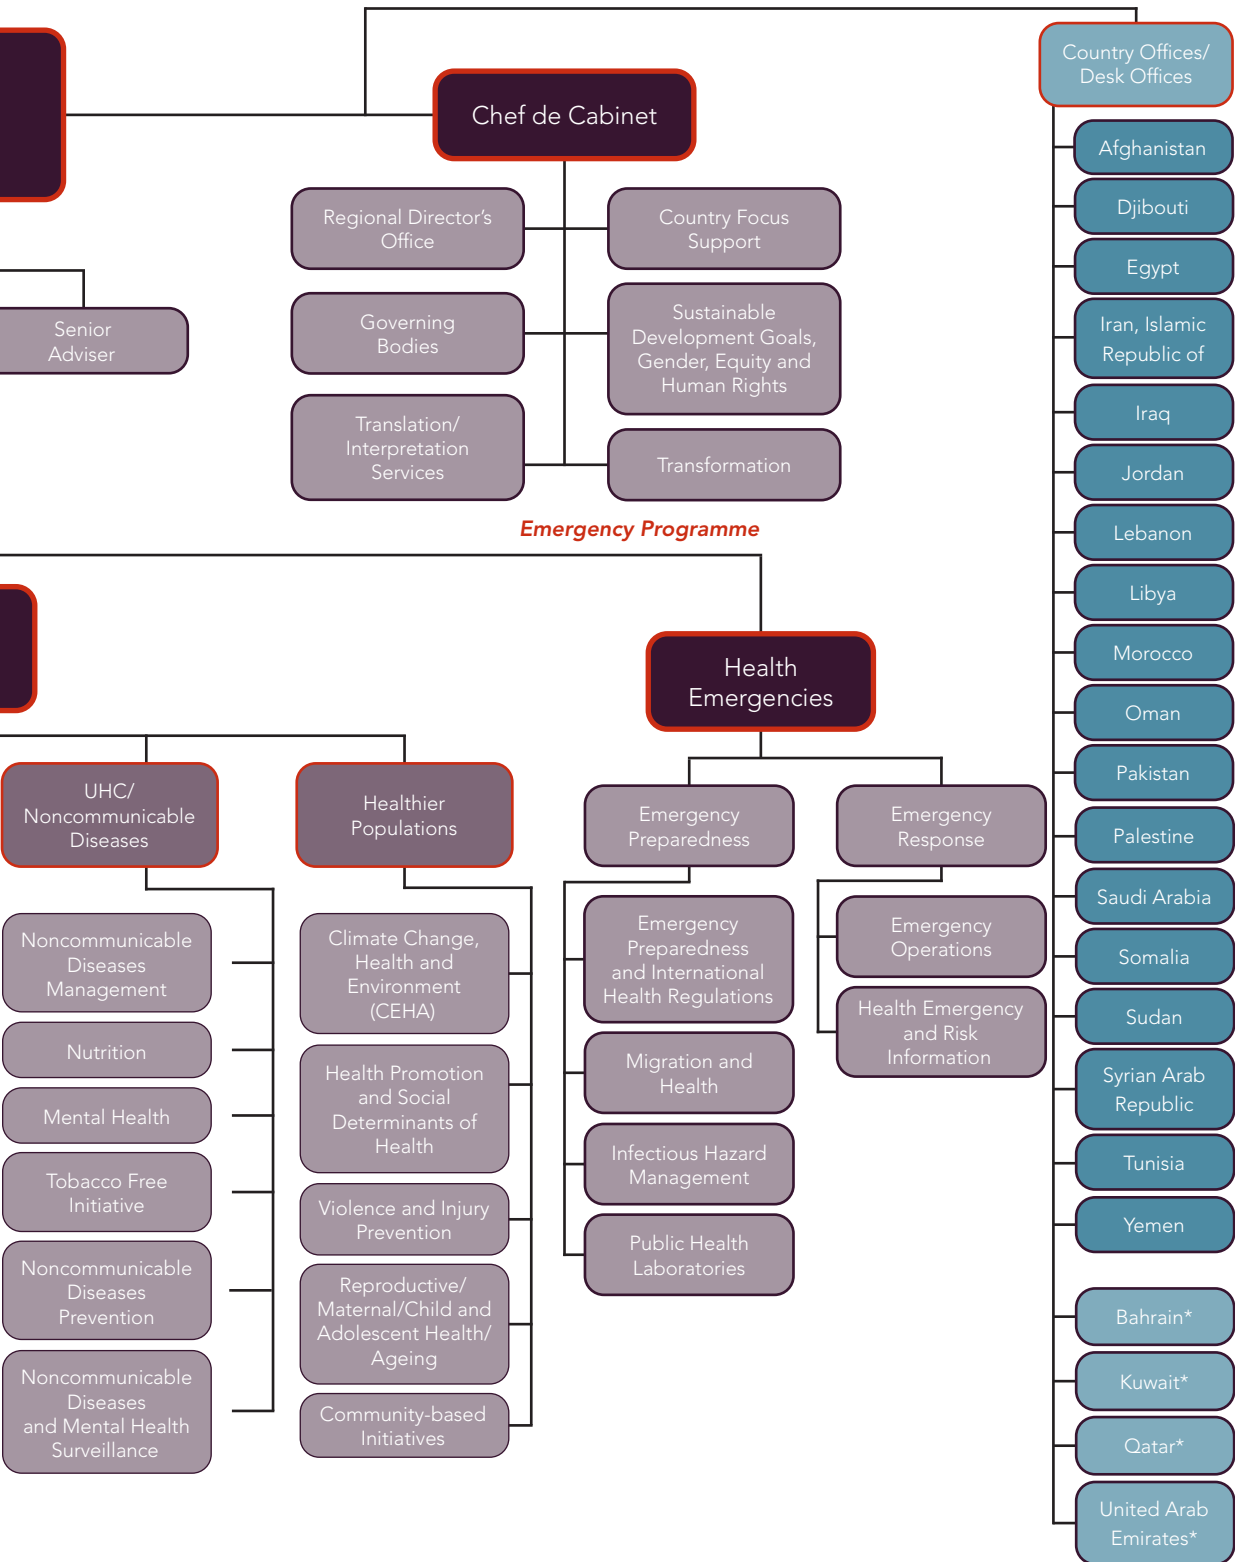 Country Offices/
Desk Offices
Chef de Cabinet
Regional Director's
Office
Country Focus
Support
Governing
Bodies
Sustainable
Development Goals,
Gender, Equity and
Human Rights
Translation/
Interpretation
Services
Transformation
Senior
Adviser
Emergency Programme
Health
Emergencies
UHC/
Noncommunicable
Diseases
Noncommunicable
Diseases
Management
Nutrition
Mental Health
Tobacco Free
Initiative
Noncommunicable
Diseases
Prevention
Noncommunicable
Diseases
and Mental Health
Surveillance
Healthier
Populations
Climate Change,
Health and
Environment
(CEHA)
Health Promotion
and Social
Determinants of
Health
Violence and Injury
Prevention
Reproductive/
Maternal/Child and
Adolescent Health/
Ageing
Community-based
Initiatives
Emergency
Preparedness
Emergency
Preparedness
and International
Health Regulations
Migration and
Health
Infectious Hazard
Management
Public Health
Laboratories
Emergency
Response
Emergency
Operations
Health Emergency
and Risk
Information
Afghanistan
Djibouti
Egypt
Iran, Islamic
Republic of
Iraq
Jordan
Lebanon
Libya
Morocco
Oman
Pakistan
Palestine
Saudi Arabia
Somalia
Sudan
Syrian Arab
Republic
Tunisia
Yemen
Bahrain*
Kuwait*
Qatar*
United Arab
Emirates*